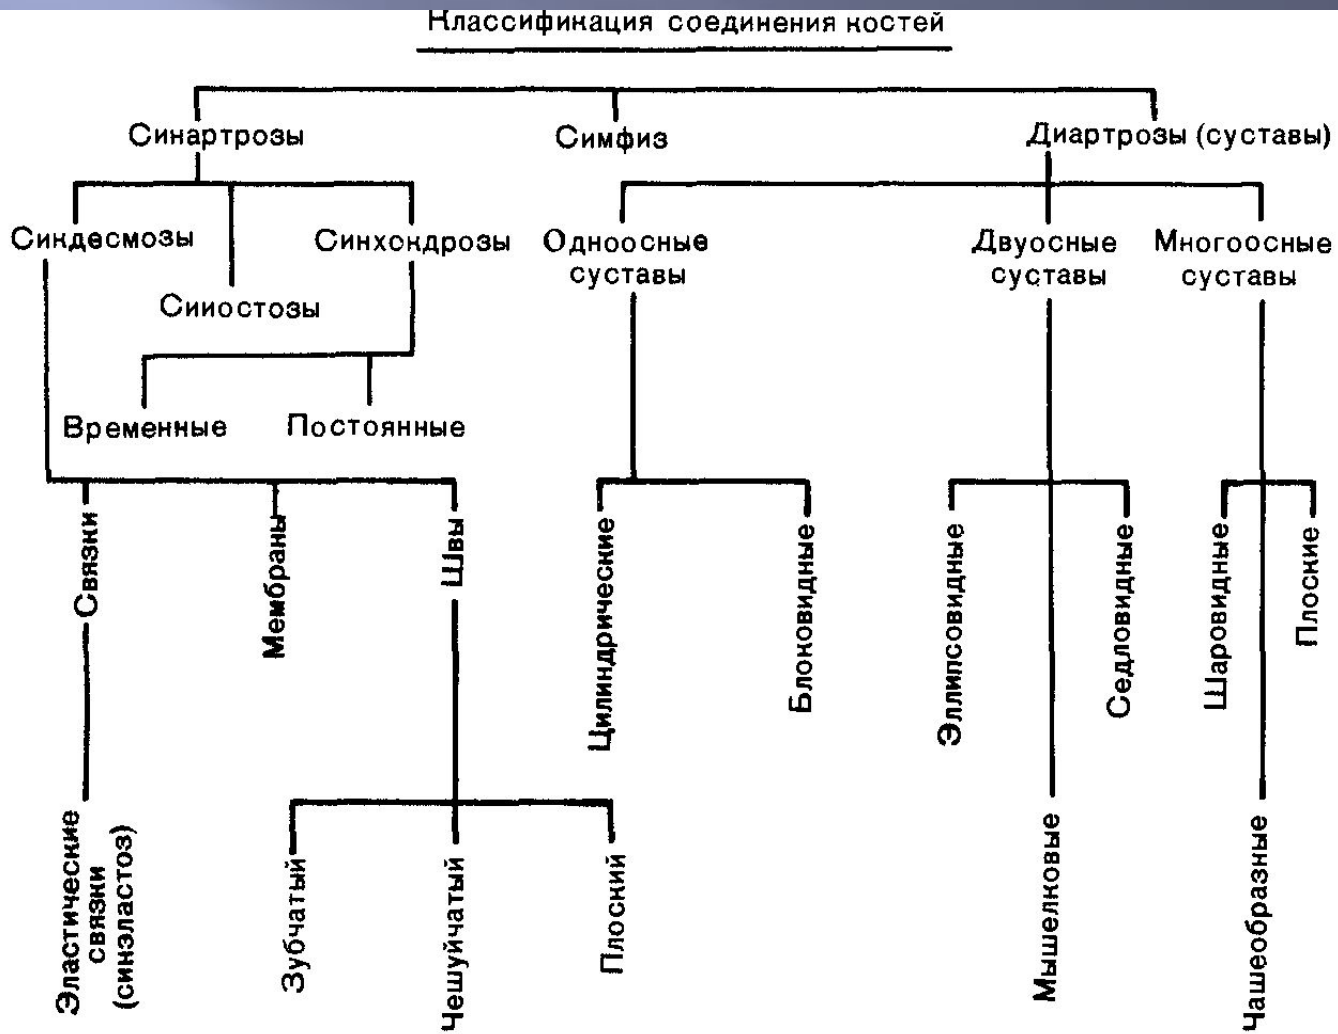 Классификация соединения костей
Синартрозы
Симфиз
Диартрозы (суставы)
Синдесмозы
Синхондрозы
Одноосные
суставы
Двуосные
суставы
Многоосные
суставы
Синостозы
Временные
Постоянные
Связки
Мембраны
Швы
Цилиндрические
Блоковидные
Эллипсовидные
Седловидные
Шаровидные
Плоские
Эластические
связки
(синэластоз)
Зубчатый
Чешуйчатый
Плоский
Мышелковые
Чашеобразные